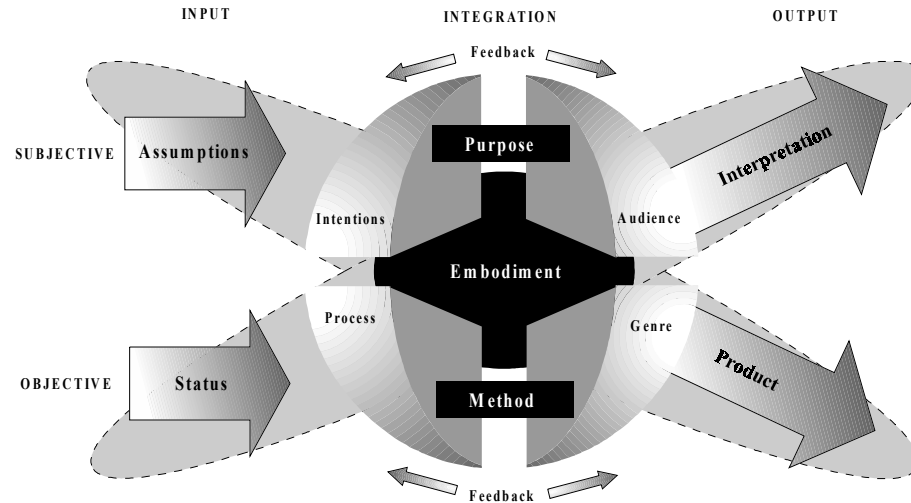 INPUT INTEGRATION OUTPUT
Feedback
SUBJECTIVE Assumptions Purpose Interpretation
Intentions Audience
Embodiment
Process Genre
OBJECTIVE Status Method Product
Feedback